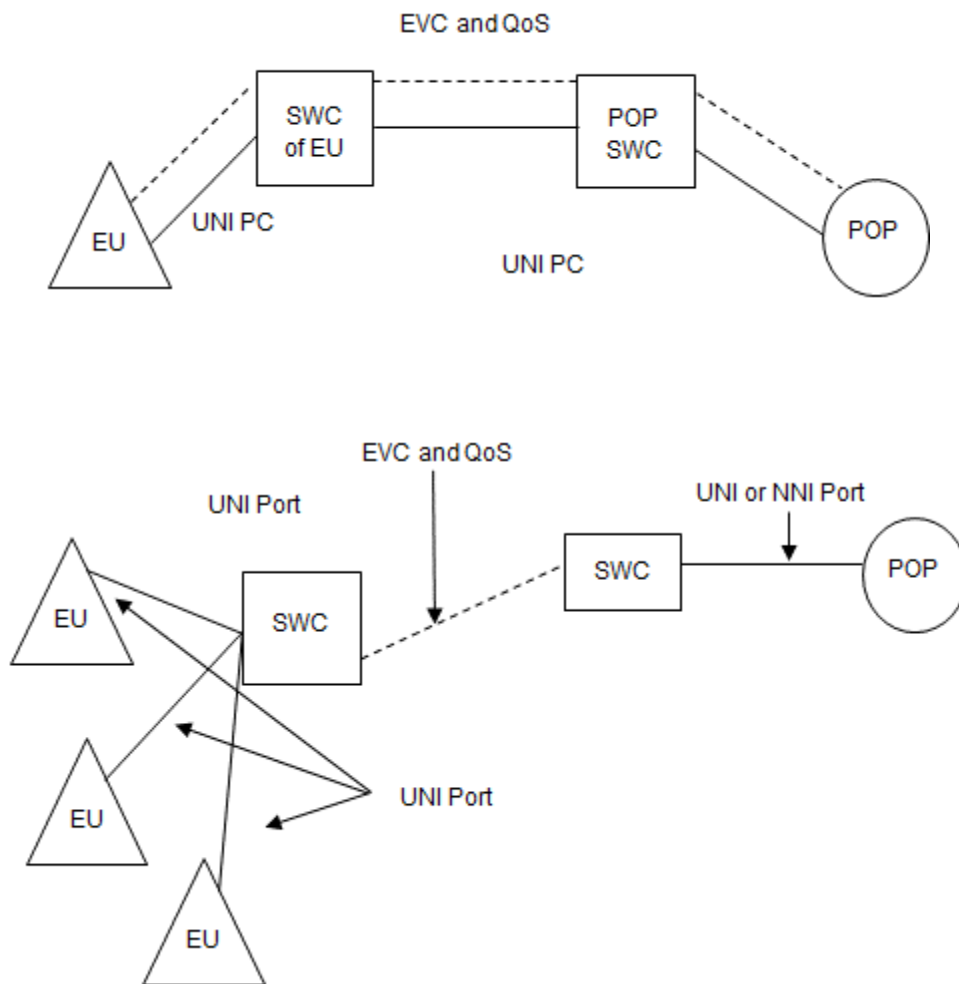 EVC and QoS
SWC
of EU
POP
SWC
EU
UNI PC
POP
UNI PC
EVC and QoS
UNI Port
UNI or NNI Port
EU
SWC
SWC
POP
EU
UNI Port
EU